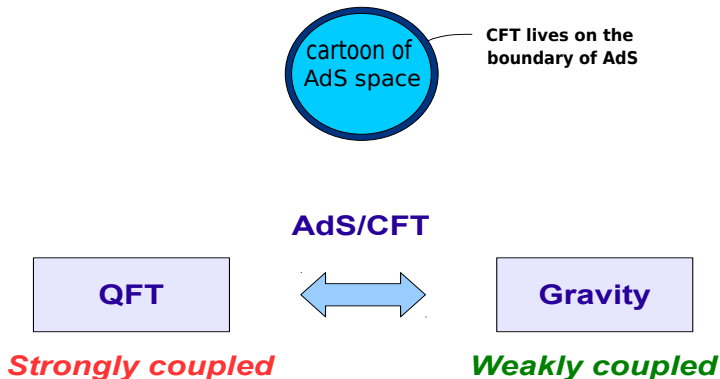 cartoon of
AdS space
CFT lives on the
boundary of AdS
AdS/CFT
QFT
Gravity
Strongly coupled
Weakly coupled